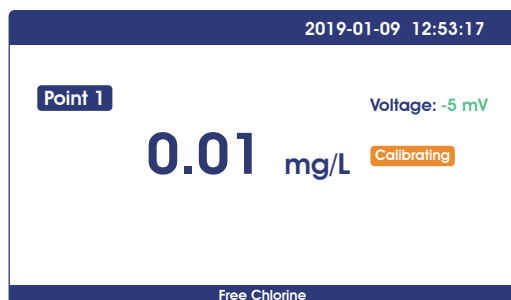 2019-01-09 12:53:17
Point 1
Voltage: -5 mV
0.01 mg/L
Calibrating
Free Chlorine